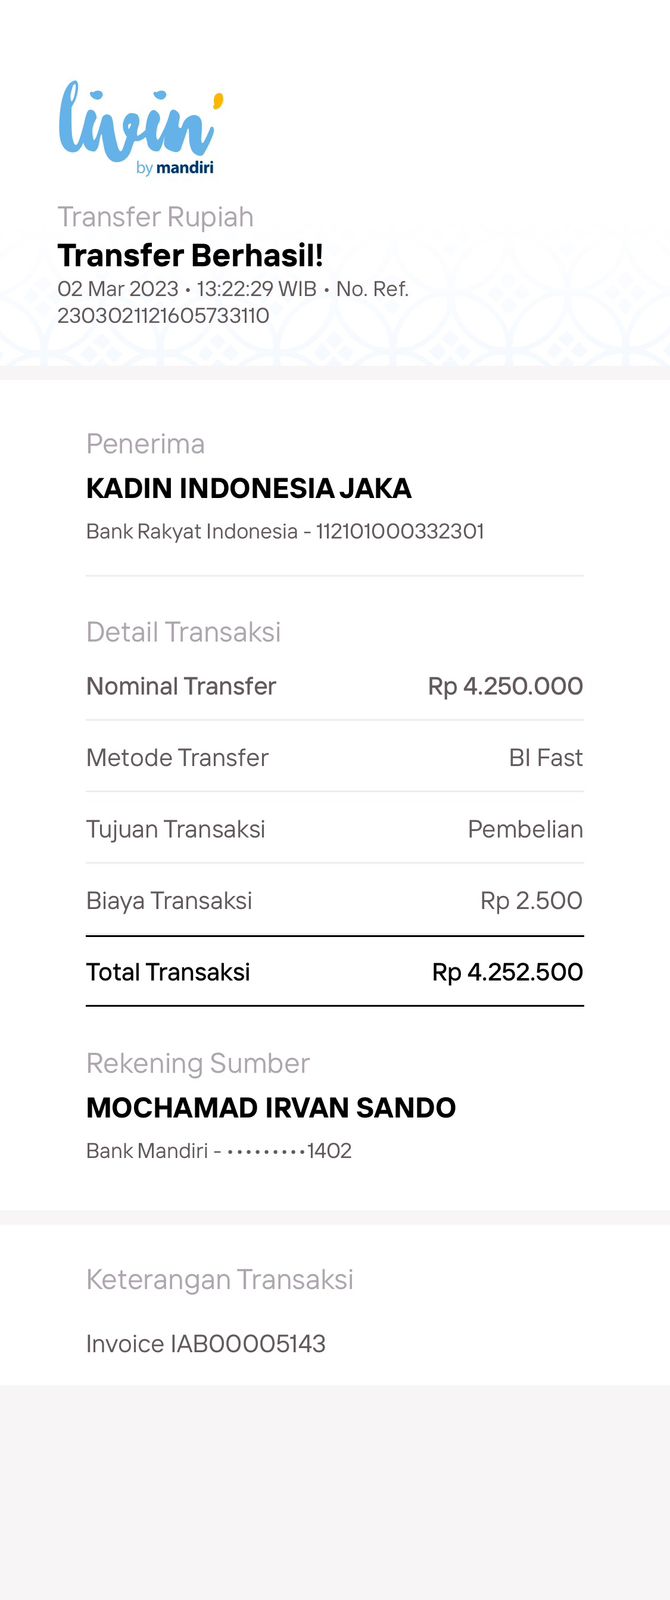 livin'
by mandiri
Transfer Rupiah
Transfer Berhasil!
02 Mar 2023 • 13:22:29 WIB • No. Ref.
2303021121605733110
Penerima
KADIN INDONESIA JAKA
Bank Rakyat Indonesia - 112101000332301
Detail Transaksi
Nominal Transfer Rp 4.250.000
Metode Transfer BI Fast
Tujuan Transaksi Pembelian
Biaya Transaksi Rp 2.500
Total Transaksi Rp 4.252.500
Rekening Sumber
MOCHAMAD IRVAN SANDO
Bank Mandiri - •••••••••1402
Keterangan Transaksi
Invoice IAB00005143